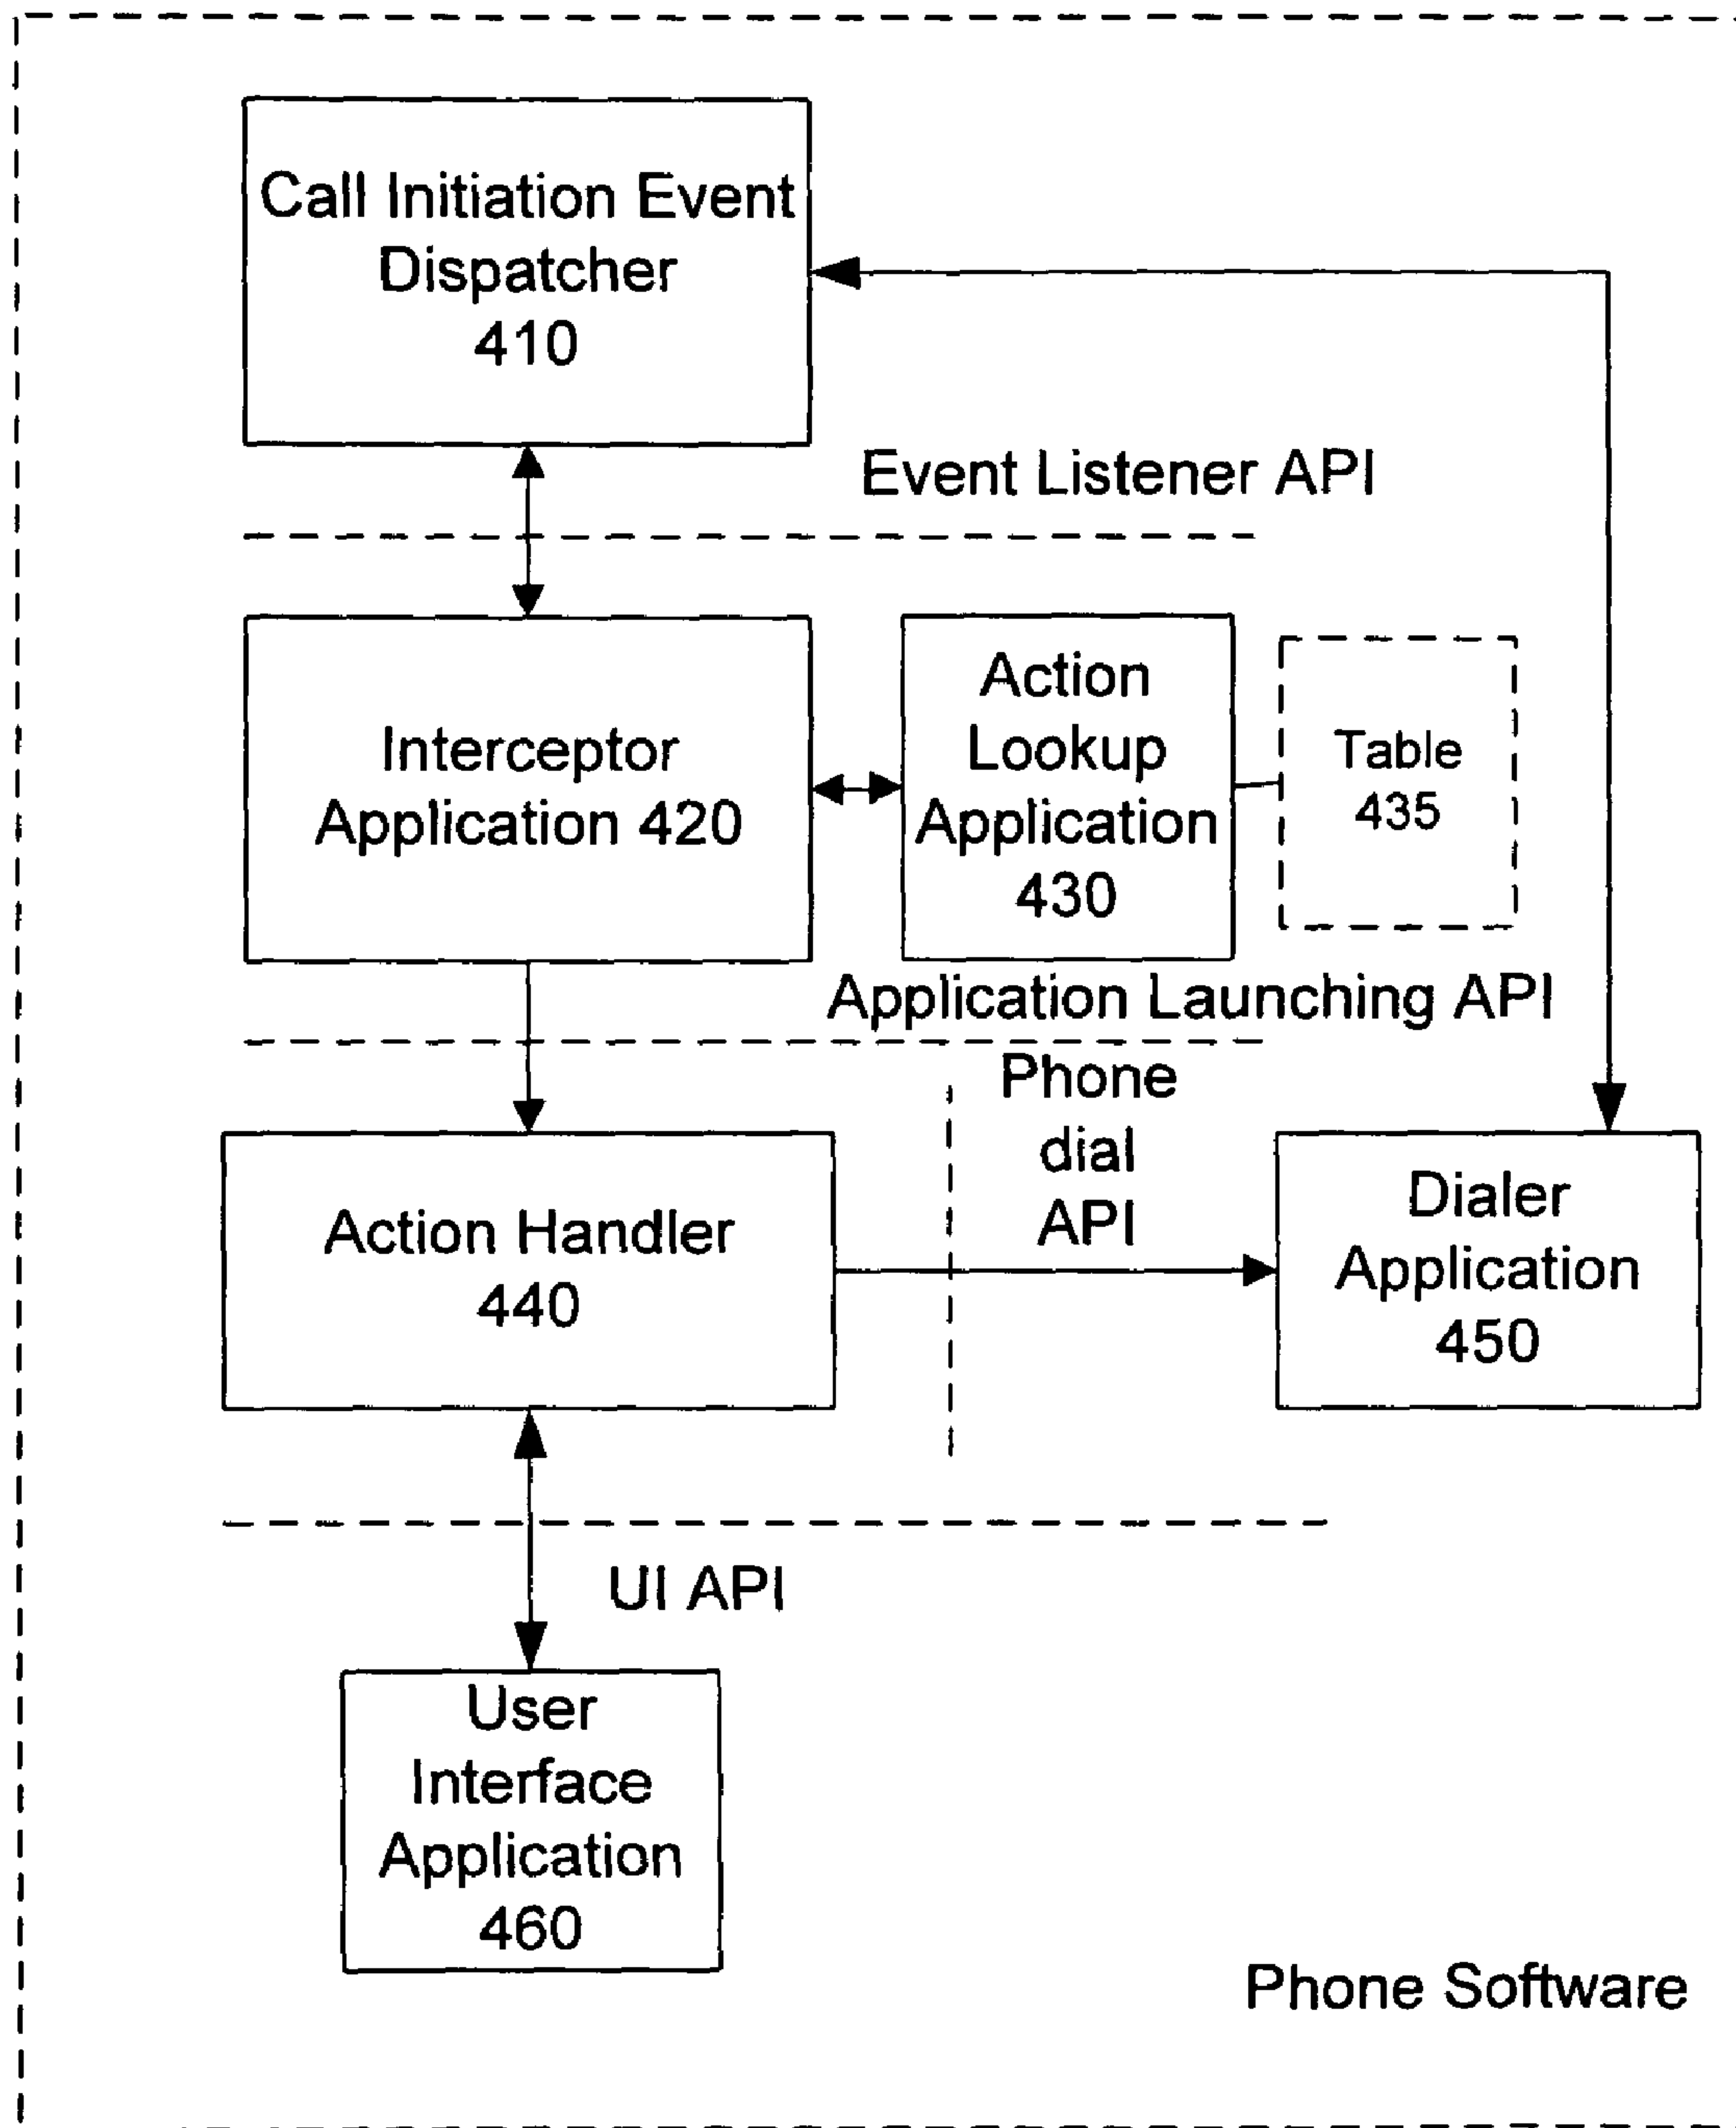 Call Initiation Event
Dispatcher
410
Event Listener API
Interceptor
Application 420
Action
Lookup
Application
430
Table
435
Application Launching API
Phone
dial
API
Action Handler
440
Dialer
Application
450
UI API
User
Interface
Application
460
Phone Software